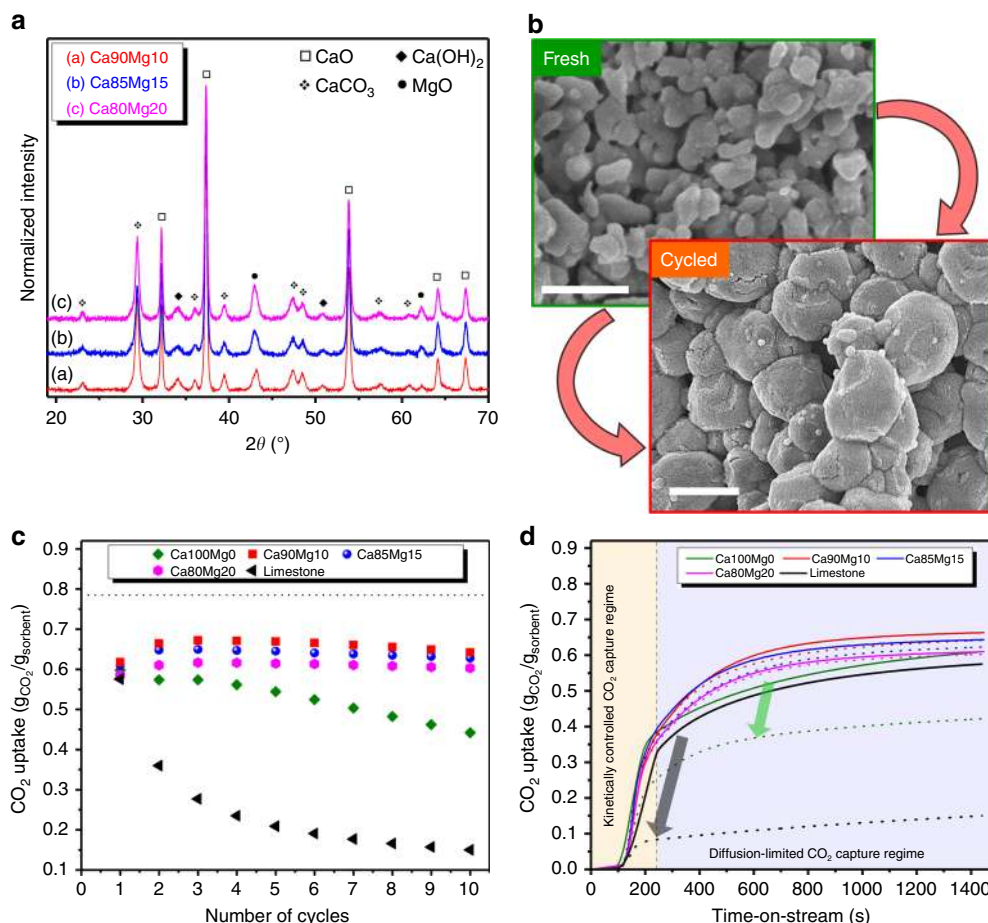 a
(a) Ca90Mg10
(b) Ca85Mg15
(c) Ca80Mg20
CaO
Ca(OH)2
CaCO3
MgO
Normalized intensity
(c)
(b)
(a)
20 30 40 50 60 70
2θ (°)
b
Fresh
Cycled
c
Ca100Mg0 Ca90Mg10 Ca85Mg15
Ca80Mg20 Limestone
CO2 uptake (gCO2/gsorbent)
0.9
0.8
0.7
0.6
0.5
0.4
0.3
0.2
0.1
0 1 2 3 4 5 6 7 8 9 10
Number of cycles
d
Ca100Mg0 Ca90Mg10 Ca85Mg15
Ca80Mg20 Limestone
CO2 uptake (gCO2/gsorbent)
0.9
0.8
0.7
0.6
0.5
0.4
0.3
0.2
0.1
0.0
Kinetically controlled CO2 capture regime
Diffusion-limited CO2 capture regime
0 200 400 600 800 1000 1200 1400
Time-on-stream (s)